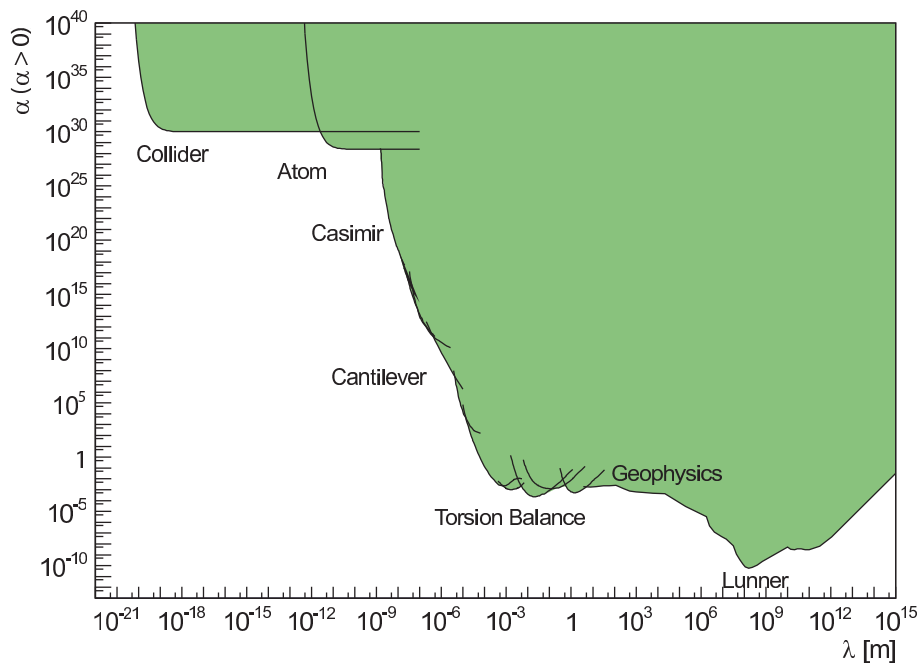 α (α > 0)
10^40
10^35
10^30
10^25
10^20
10^15
10^10
10^5
1
10^-5
10^-10
Collider
Atom
Casimir
Cantilever
Geophysics
Torsion Balance
Lunner
10^-21 10^-18 10^-15 10^-12 10^-9 10^-6 10^-3 1 10^3 10^6 10^9 10^12 10^15
λ [m]